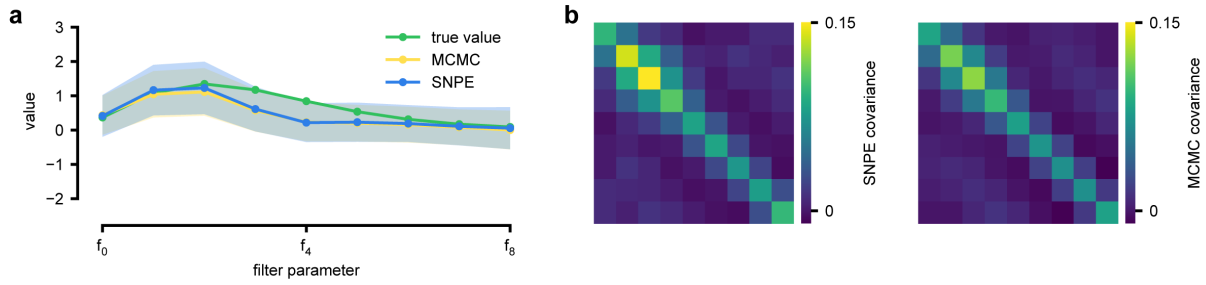 a
3
2
1
0
−1
−2
value
true value
MCMC
SNPE
f0
f4
f8
filter parameter
b
0.15
0
SNPE covariance
0.15
0
MCMC covariance